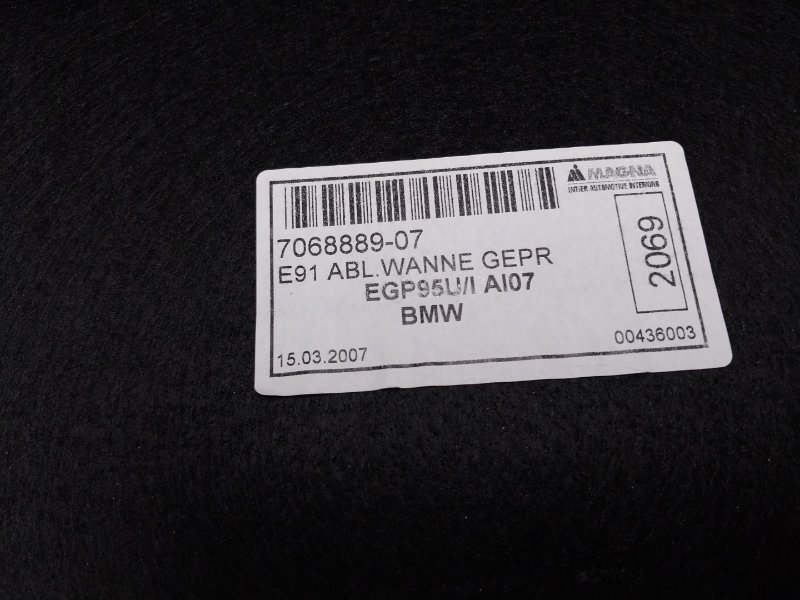 MAGNA
INTIER AUTOMOTIVE INTERIORS
7068889-07
E91 ABL.WANNE GEPR
EGP95U/I AI07
BMW
2069
15.03.2007
00436003